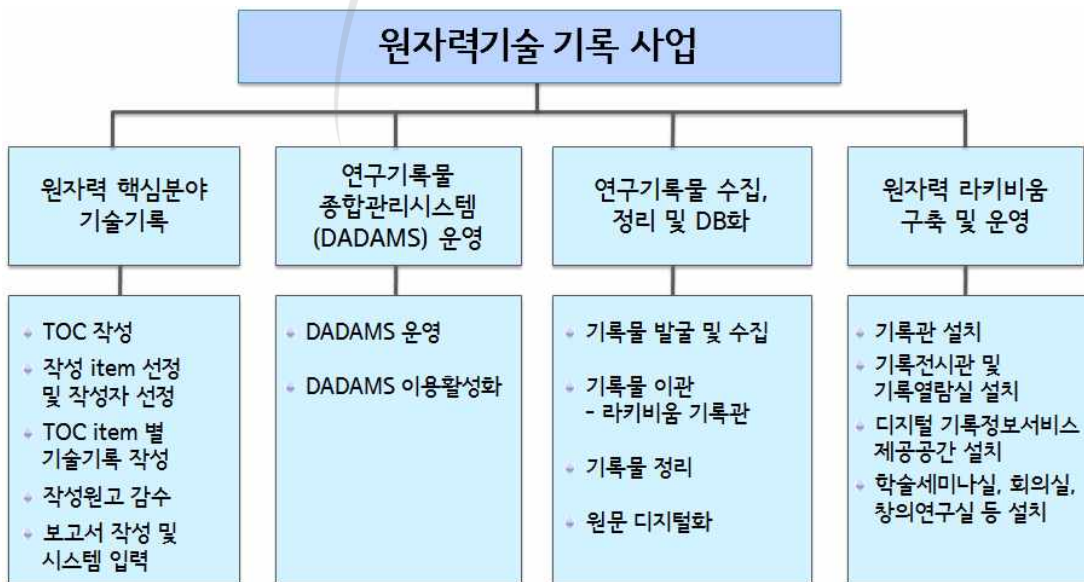 원자력기술 기록 사업
원자력 핵심분야
기술기록
연구기록물
종합관리시스템
(DADAMS) 운영
연구기록물 수집,
정리 및 DB화
원자력 라키비움
구축 및 운영
TOC 작성
작성 item 선정
및 작성자 선정
TOC item 별
기술기록 작성
작성원고 감수
보고서 작성 및
시스템 입력
DADAMS 운영
DADAMS 이용활성화
기록물 발굴 및 수집
기록물 이관
- 라키비움 기록관
기록물 정리
원문 디지털화
기록관 설치
기록전시관 및
기록열람실 설치
디지털 기록정보서비스
제공공간 설치
학술세미나실, 회의실,
창의연구실 등 설치